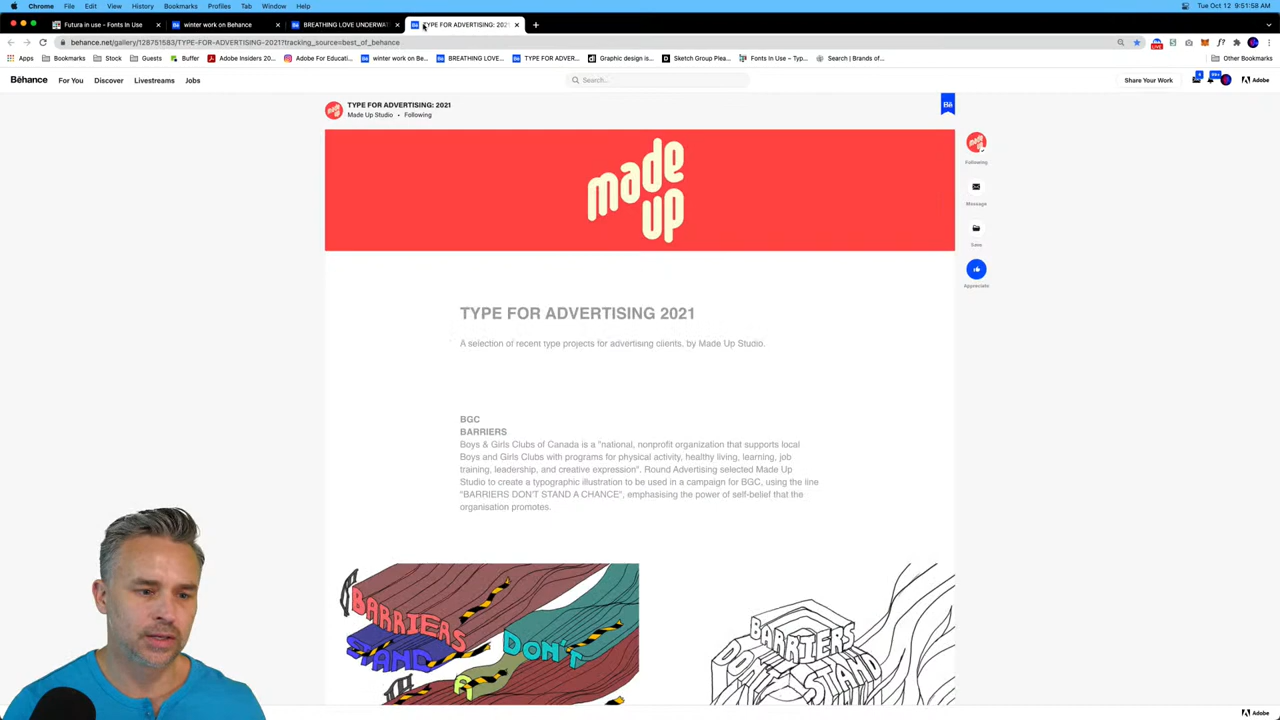 Chrome File Edit View History Bookmarks Profiles Tab Window Help
Tue Oct 12 9:51:58 AM
Futura in use - Fonts In Use
winter work on Behance
BREATHING LOVE UNDERWA
TYPE FOR ADVERTISING: 202
behance.net/gallery/128751583/TYPE-FOR-ADVERTISING-2021?tracking_source=best_of_behance
LIVE
Apps
Bookmarks
Stock
Guests
Buffer
Adobe Insiders 20...
Adobe For Educati...
winter work on Be...
BREATHING LOVE...
TYPE FOR ADVER...
Graphic design is...
Sketch Group Plea...
Fonts In Use – Typ...
Search | Brands of...
Other Bookmarks
Bēhance
For You
Discover
Livestreams
Jobs
Search...
Share Your Work
Adobe
TYPE FOR ADVERTISING: 2021
Made Up Studio • Following
Bē
made
up
Following
Message
Save
Appreciate
TYPE FOR ADVERTISING 2021
A selection of recent type projects for advertising clients, by Made Up Studio.
BGC
BARRIERS
Boys & Girls Clubs of Canada is a "national, nonprofit organization that supports local
Boys and Girls Clubs with programs for physical activity, healthy living, learning, job
training, leadership, and creative expression". Round Advertising selected Made Up
Studio to create a typographic illustration to be used in a campaign for BGC, using the line
"BARRIERS DON'T STAND A CHANCE", emphasising the power of self-belief that the
organisation promotes.
BARRIERS
DON'T
STAND
A
BARRIERS
DON'T
STAND
Adobe